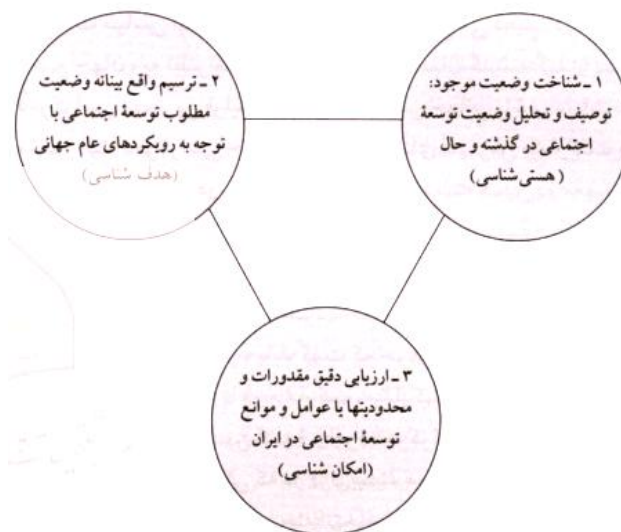 ۱ ـ شناخت وضعیت موجود:
توصیف و تحلیل وضعیت توسعهٔ
اجتماعی در گذشته و حال
(هستی شناسی)
۲ ـ ترسیم واقع بینانه وضعیت
مطلوب توسعهٔ اجتماعی با
توجه به رویکردهای عام جهانی
(هدف شناسی)
۳ ـ ارزیابی دقیق مقدورات و
محدودیتها یا عوامل و موانع
توسعهٔ اجتماعی در ایران
(امکان شناسی)